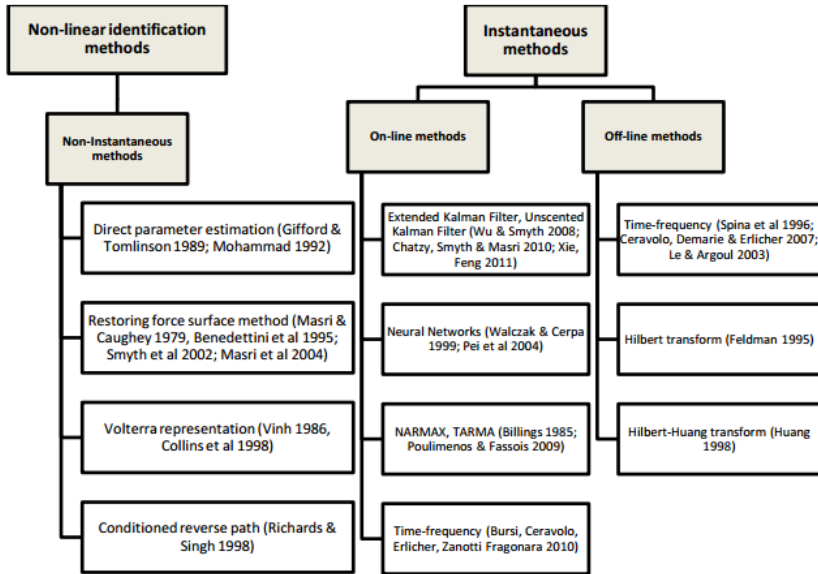 Non-linear identification
methods
Non-Instantaneous
methods
Direct parameter estimation (Gifford &
Tomlinson 1989; Mohammad 1992)
Restoring force surface method (Masri &
Caughey 1979, Benedettini et al 1995;
Smyth et al 2002; Masri et al 2004)
Volterra representation (Vinh 1986,
Collins et al 1998)
Conditioned reverse path (Richards &
Singh 1998)
Instantaneous
methods
On-line methods
Extended Kalman Filter, Unscented
Kalman Filter (Wu & Smyth 2008;
Chatzy, Smyth & Masri 2010; Xie,
Feng 2011)
Neural Networks (Walczak & Cerpa
1999; Pei et al 2004)
NARMAX, TARMA (Billings 1985;
Poulimenos & Fassois 2009)
Time-frequency (Bursi, Ceravolo,
Erlicher, Zanotti Fragonara 2010)
Off-line methods
Time-frequency (Spina et al 1996;
Ceravolo, Demarie & Erlicher 2007;
Le & Argoul 2003)
Hilbert transform (Feldman 1995)
Hilbert-Huang transform (Huang
1998)